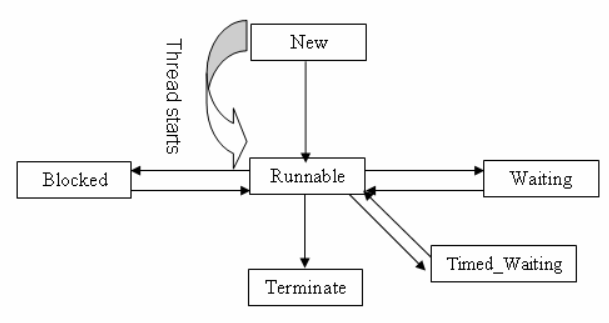 New
Thread starts
Blocked
Runnable
Waiting
Timed_Waiting
Terminate